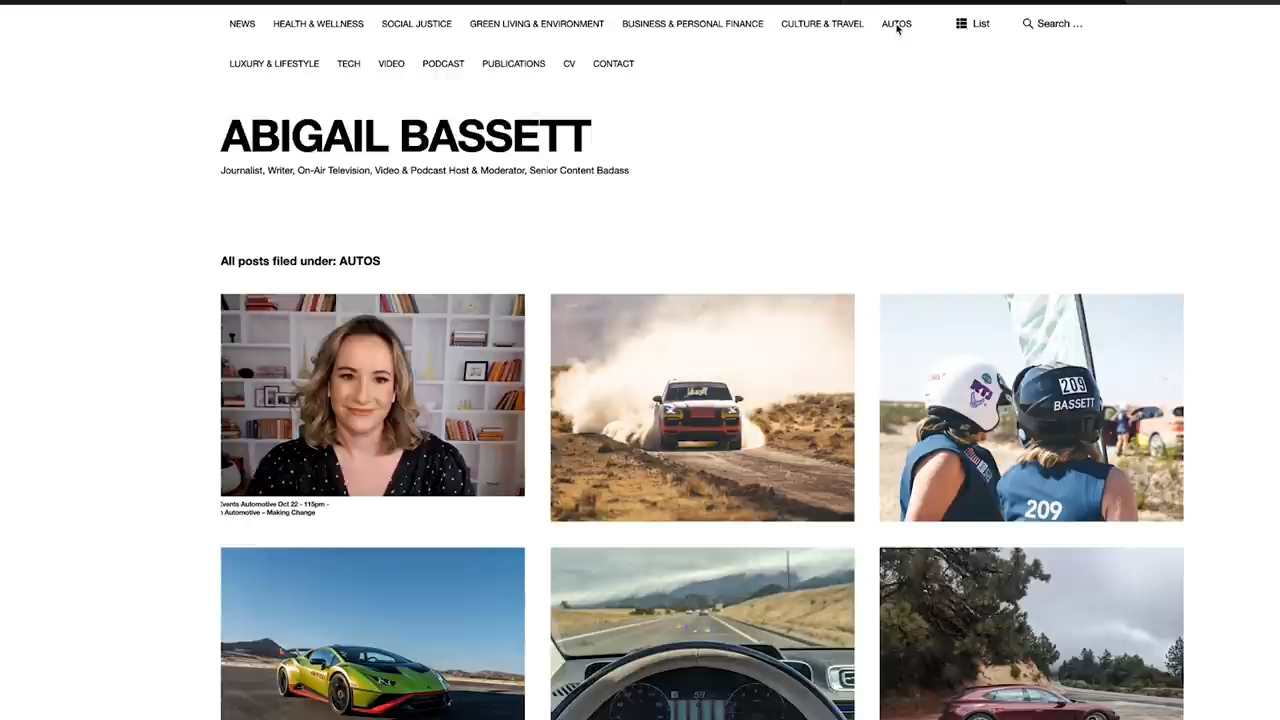 NEWS HEALTH & WELLNESS SOCIAL JUSTICE GREEN LIVING & ENVIRONMENT BUSINESS & PERSONAL FINANCE CULTURE & TRAVEL AUTOS List Search ...
LUXURY & LIFESTYLE TECH VIDEO PODCAST PUBLICATIONS CV CONTACT
ABIGAIL BASSETT
Journalist, Writer, On-Air Television, Video & Podcast Host & Moderator, Senior Content Badass
All posts filed under: AUTOS
209
BASSETT
209
Events Automotive Oct 22 - 115pm -
Automotive – Making Change